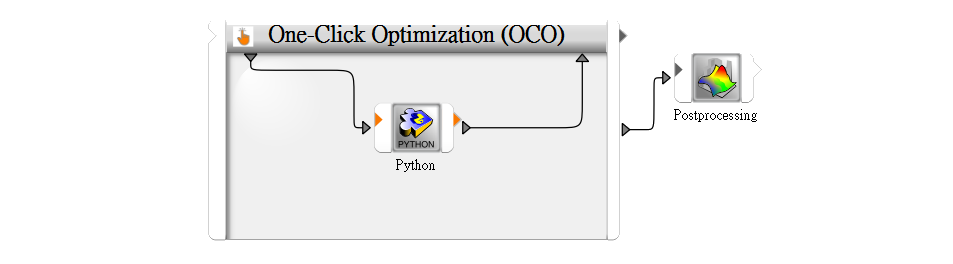 One-Click Optimization (OCO)
PYTHON
Python
Postprocessing